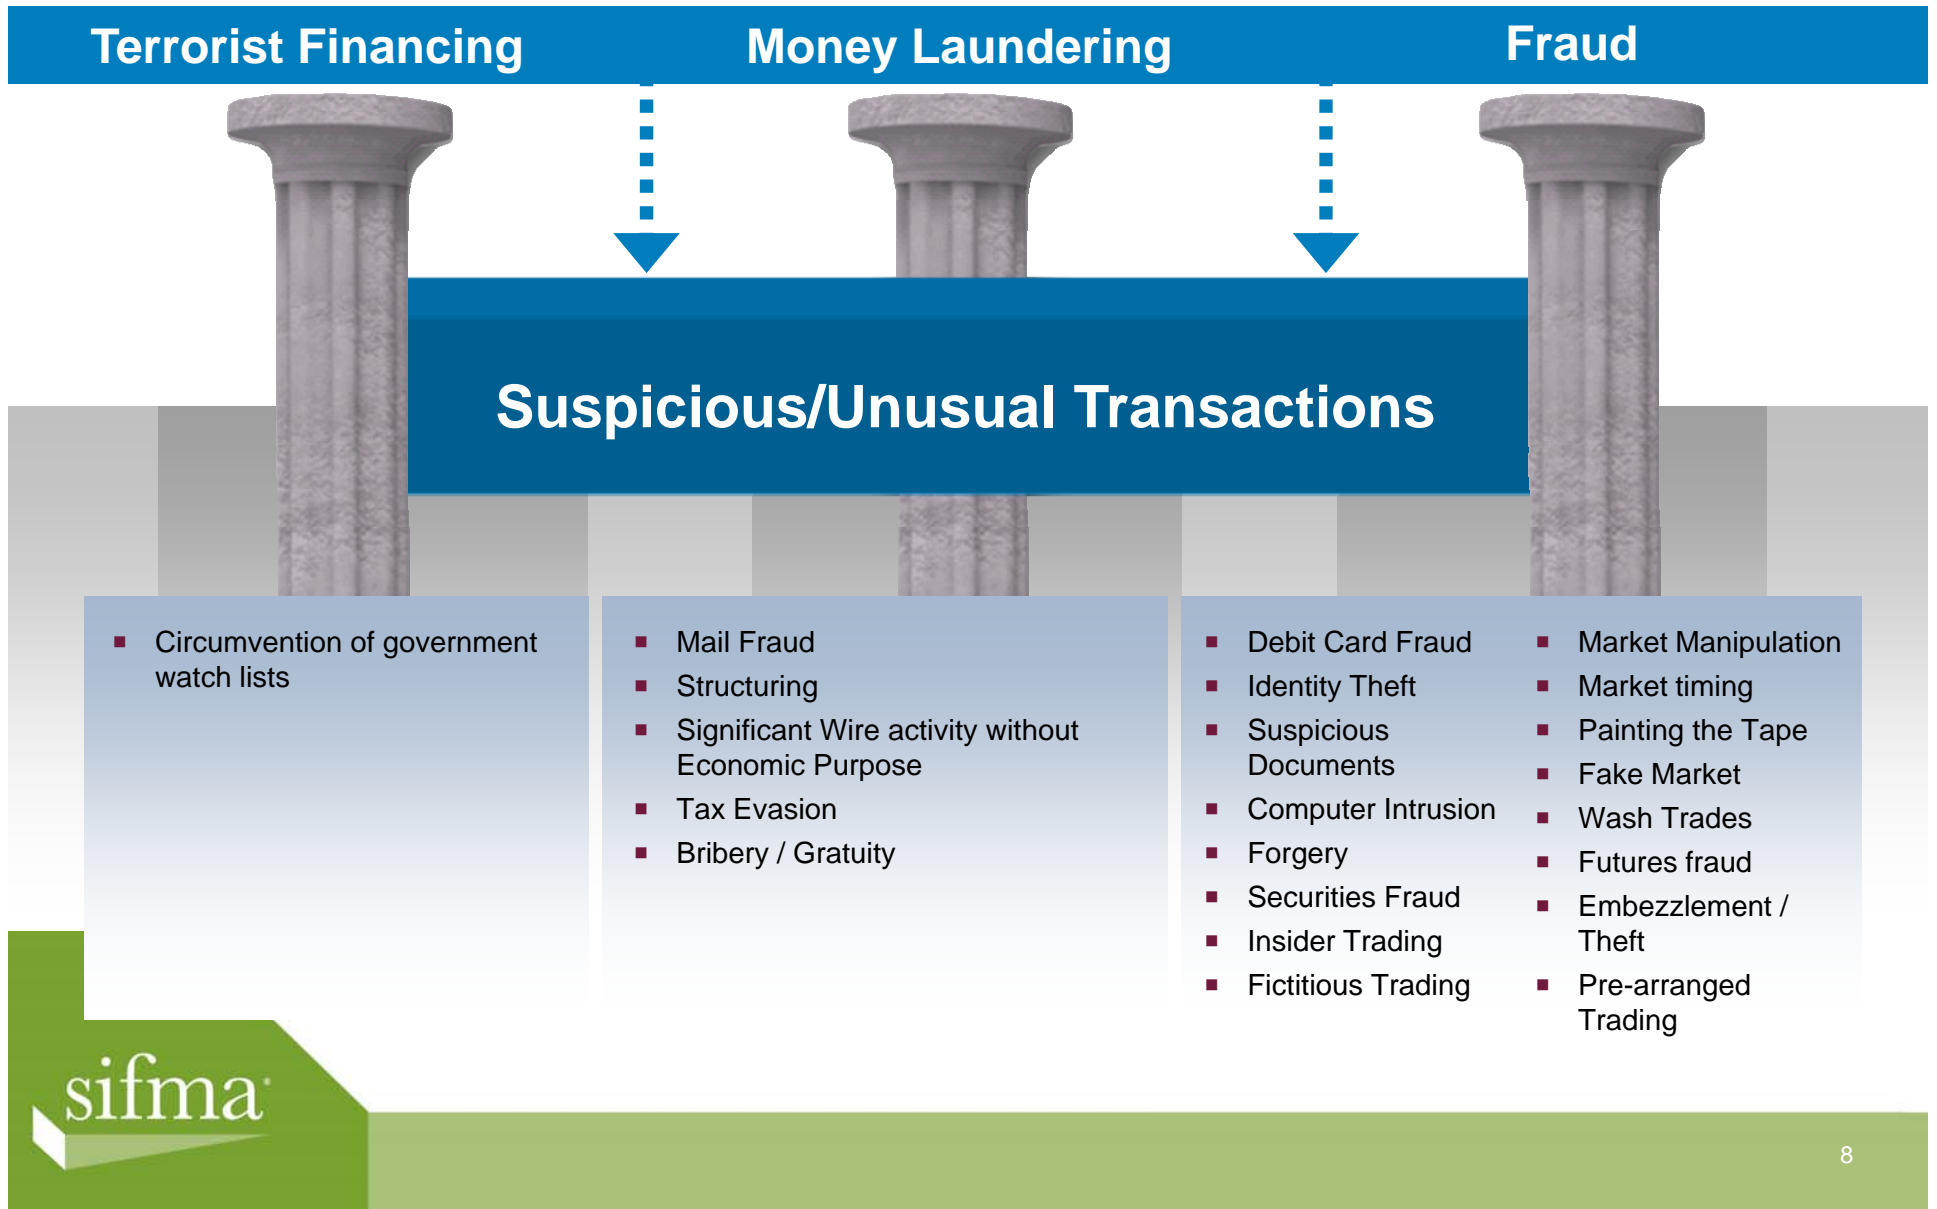 Terrorist Financing
Money Laundering
Fraud
Suspicious/Unusual Transactions
Circumvention of government
watch lists
Mail Fraud
Structuring
Significant Wire activity without
Economic Purpose
Tax Evasion
Bribery / Gratuity
Debit Card Fraud
Identity Theft
Suspicious
Documents
Computer Intrusion
Forgery
Securities Fraud
Insider Trading
Fictitious Trading
Market Manipulation
Market timing
Painting the Tape
Fake Market
Wash Trades
Futures fraud
Embezzlement /
Theft
Pre-arranged
Trading
sifma
8